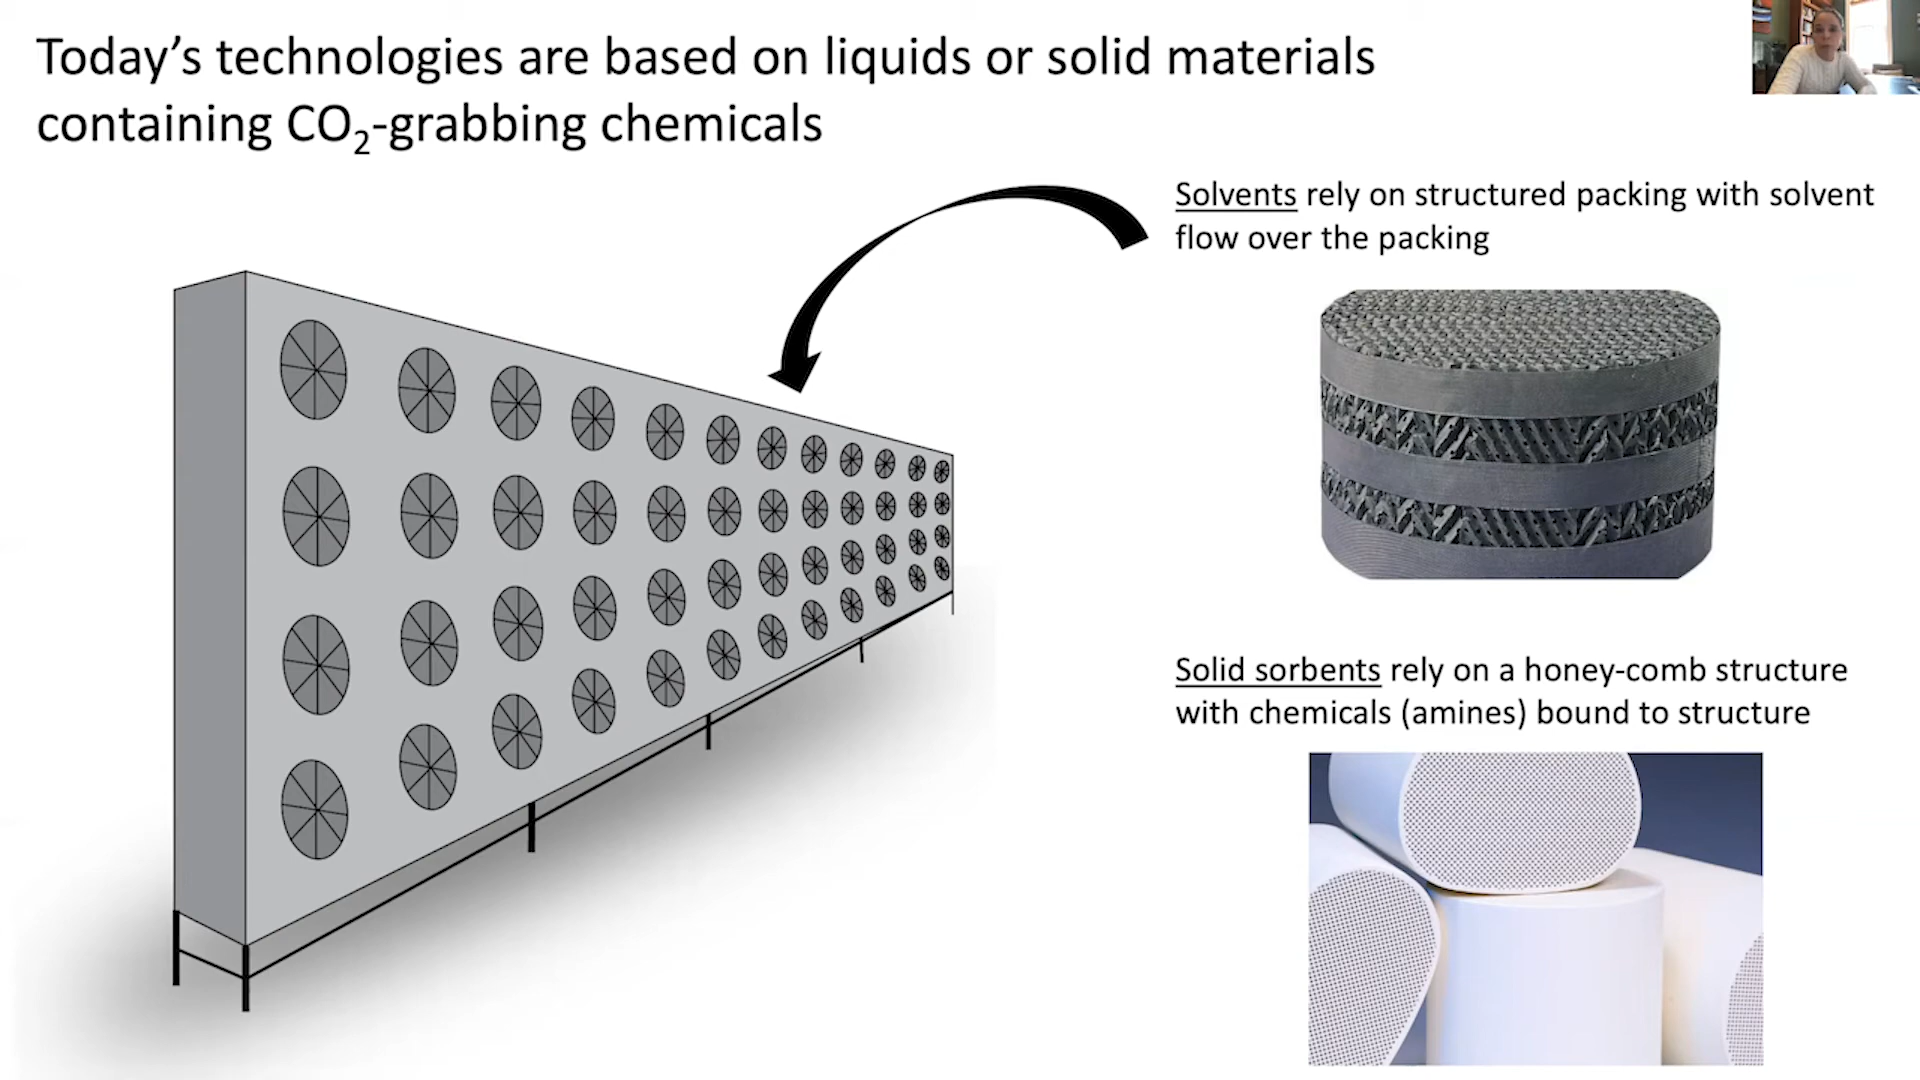 Today’s technologies are based on liquids or solid materials
containing CO₂-grabbing chemicals
Solvents rely on structured packing with solvent
flow over the packing
Solid sorbents rely on a honey-comb structure
with chemicals (amines) bound to structure